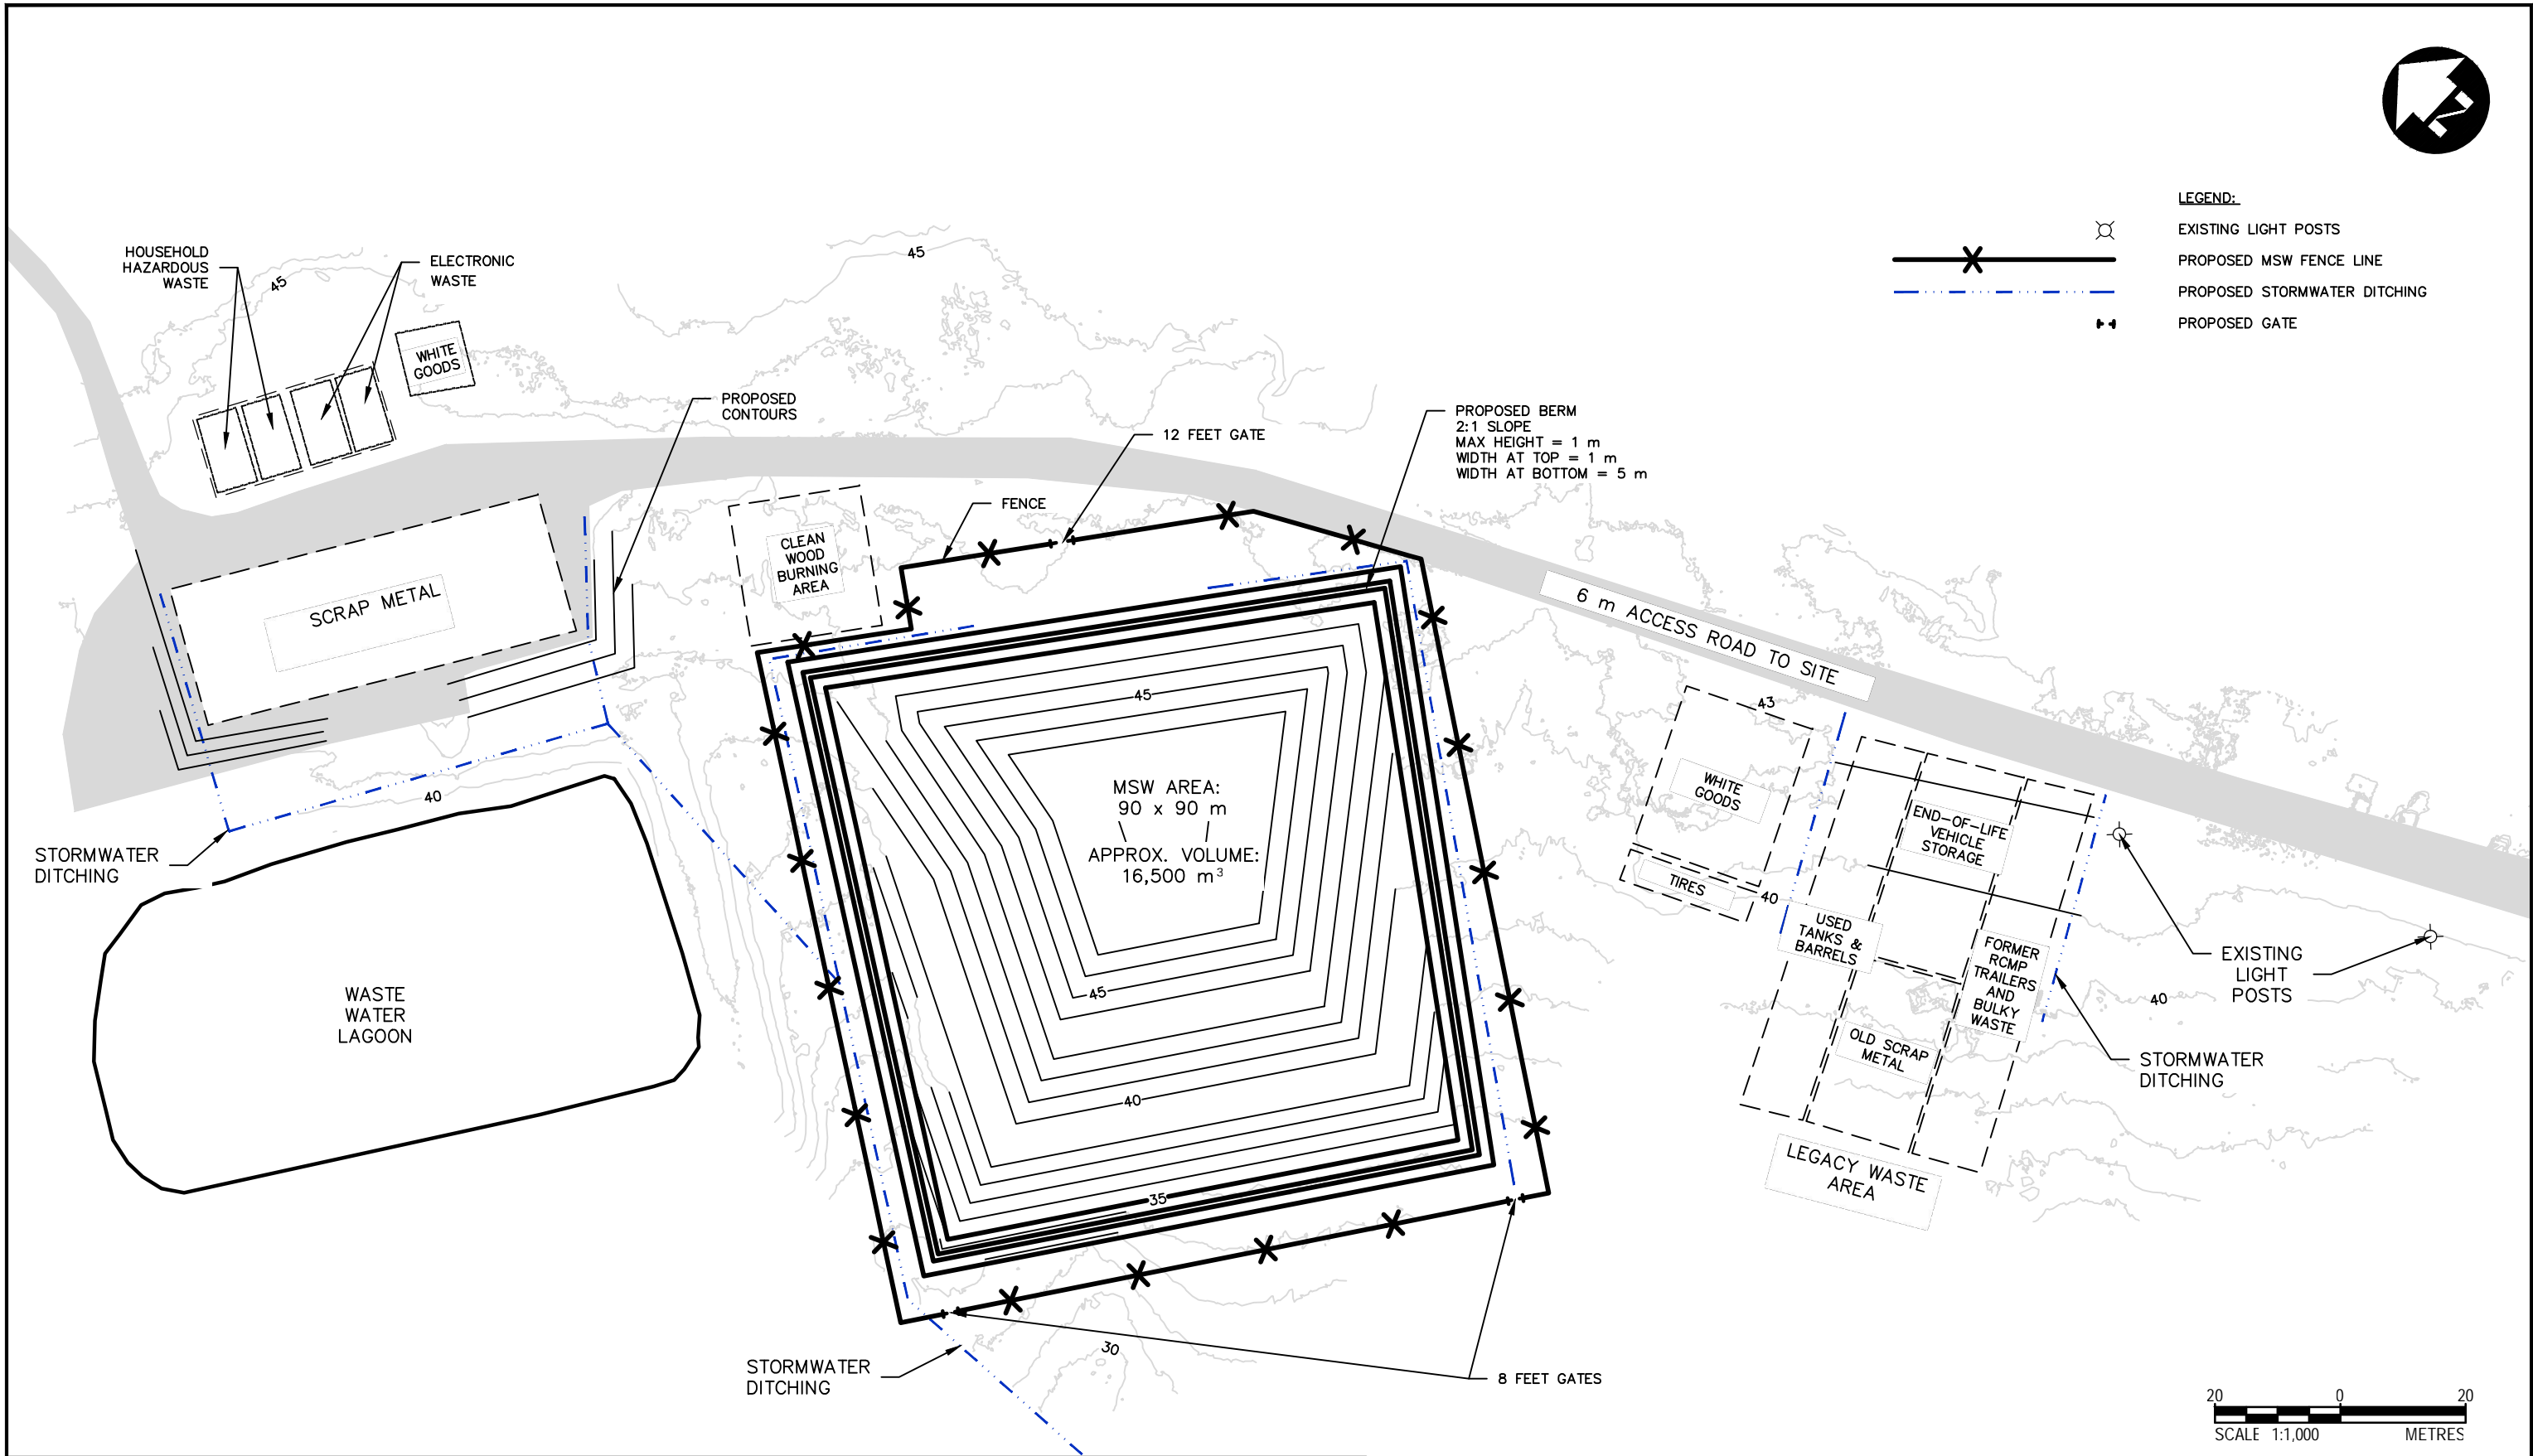 N
LEGEND:
EXISTING LIGHT POSTS
PROPOSED MSW FENCE LINE
PROPOSED STORMWATER DITCHING
PROPOSED GATE
HOUSEHOLD
HAZARDOUS
WASTE
45
ELECTRONIC
WASTE
WHITE
GOODS
45
PROPOSED
CONTOURS
12 FEET GATE
PROPOSED BERM
2:1 SLOPE
MAX HEIGHT = 1 m
WIDTH AT TOP = 1 m
WIDTH AT BOTTOM = 5 m
FENCE
CLEAN
WOOD
BURNING
AREA
SCRAP METAL
6 m ACCESS ROAD TO SITE
45
MSW AREA:
90 x 90 m
APPROX. VOLUME:
16,500 m³
45
40
35
43
WHITE
GOODS
TIRES
40
END-OF-LIFE
VEHICLE
STORAGE
USED
TANKS &
BARRELS
FORMER
RCMP
TRAILERS
AND
BULKY
WASTE
OLD SCRAP
METAL
LEGACY WASTE
AREA
EXISTING
LIGHT
POSTS
40
STORMWATER
DITCHING
40
STORMWATER
DITCHING
WASTE
WATER
LAGOON
STORMWATER
DITCHING
30
8 FEET GATES
20 0 20
SCALE 1:1,000 METRES